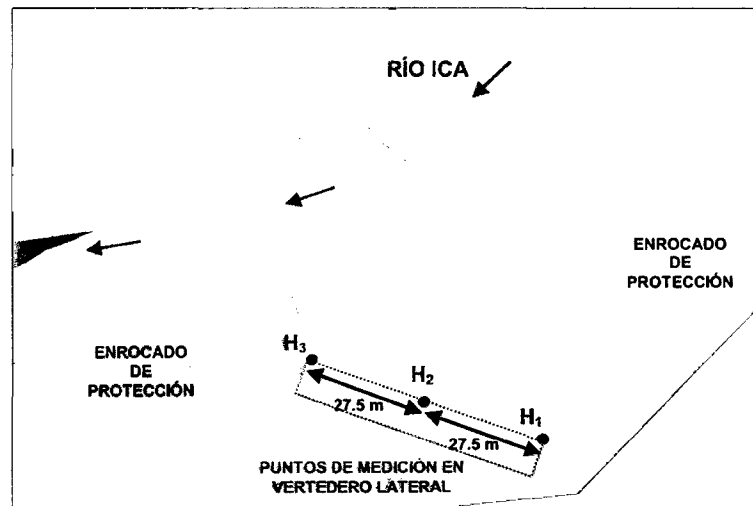 RÍO ICA
ENROCADO
DE
PROTECCIÓN
ENROCADO
DE
PROTECCIÓN
H3
H2
H1
27.5 m
27.5 m
PUNTOS DE MEDICIÓN EN
VERTEDERO LATERAL